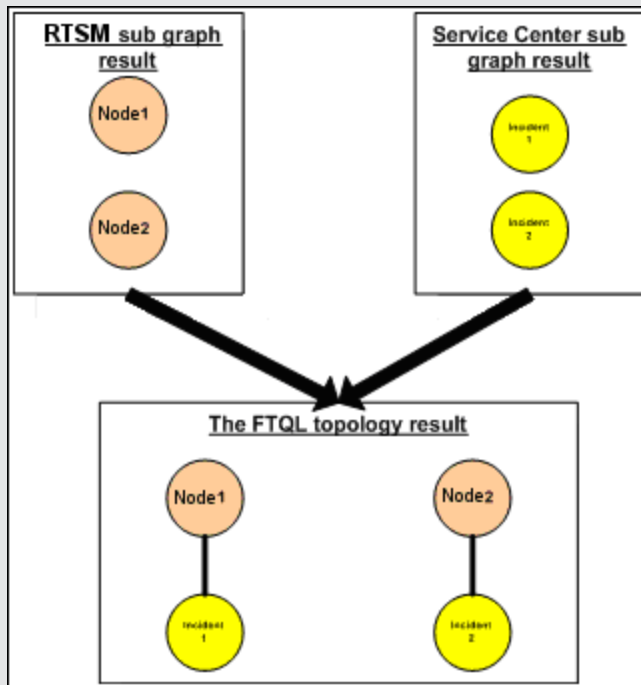 RTSM sub graph
result
Node1
Node2
Service Center sub
graph result
Incident
1
Incident
2
The FTQL topology result
Node1
Node2
Incident
1
Incident
2